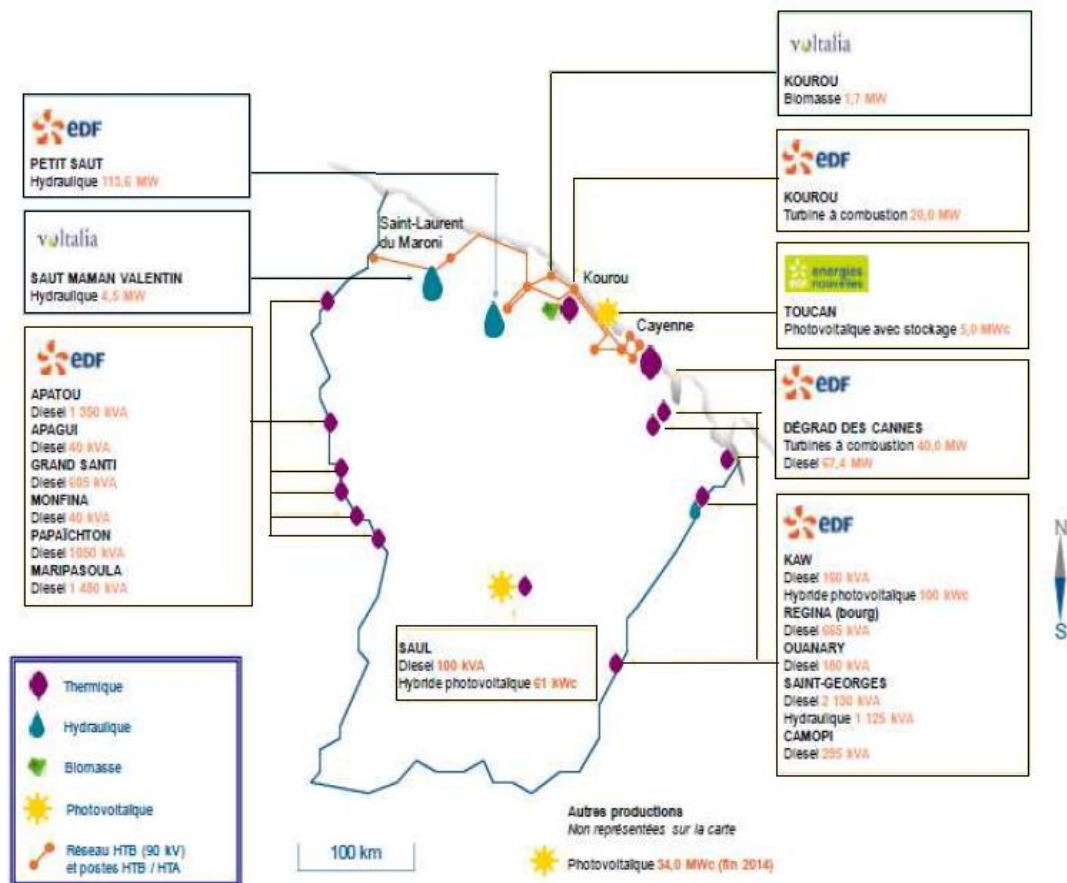 voltalia
KOUROU
Biomasse 1,7 MW
eDF
PETIT SAUT
Hydraulique 113,6 MW
eDF
KOUROU
Turbine à combustion 20,0 MW
voltalia
SAUT MAMAN VALENTIN
Hydraulique 4,5 MW
Saint-Laurent
du Maroni
Kourou
Cayenne
edf energies
nouvelles
TOUCAN
Photovoltaïque avec stockage 5,0 MWc
eDF
APATOU
Diesel 1 350 kVA
APAGUI
Diesel 40 kVA
GRAND SANTI
Diesel 605 kVA
MONFINA
Diesel 40 kVA
PAPAÏCHTON
Diesel 1050 kVA
MARIPASOULA
Diesel 1 450 kVA
eDF
DÉGRAD DES CANNES
Turbines à combustion 40,0 MW
Diesel 67,4 MW
eDF
KAW
Diesel 160 kVA
Hybride photovoltaïque 100 kWc
REGINA (bourg)
Diesel 665 kVA
OUANARY
Diesel 180 kVA
SAINT-GEORGES
Diesel 2 130 kVA
Hydraulique 1 125 kVA
CAMOPI
Diesel 295 kVA
N
S
SAUL
Diesel 100 kVA
Hybride photovoltaïque 61 kWc
Thermique
Hydraulique
Biomasse
Photovoltaïque
Réseau HTB (90 kV)
et postes HTB / HTA
100 km
Autres productions
Non représentées sur la carte
Photovoltaïque 34,0 MWc (fin 2014)